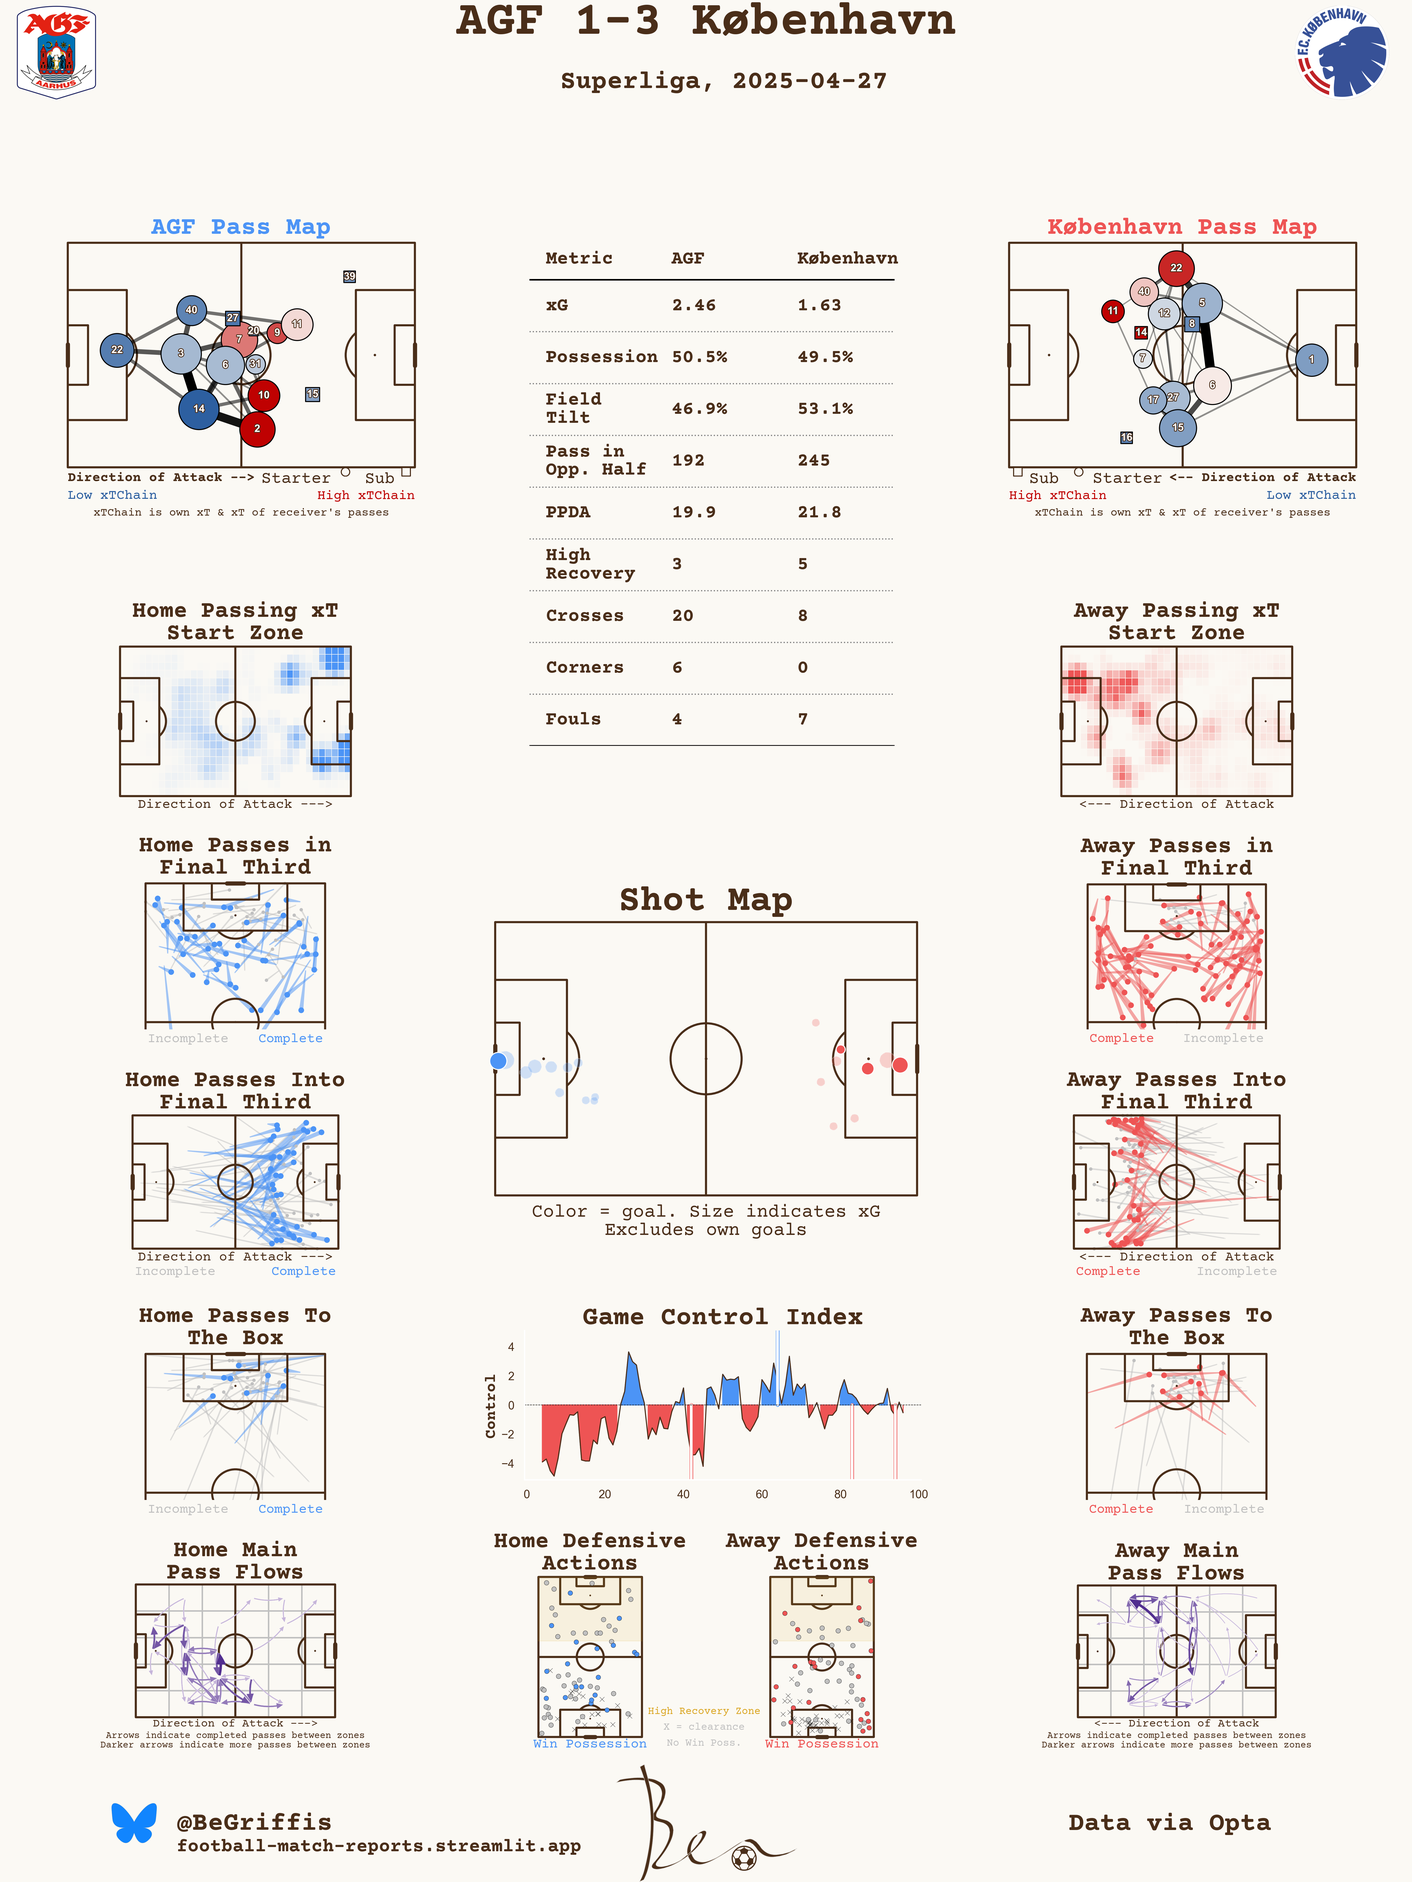 AGF 1-3 København
Superliga, 2025-04-27
AGF
AARHUS
F.C. KØBENHAVN
AGF Pass Map
39
40
27
11
20
9
7
22
3
6
31
10
15
14
2
Direction of Attack --> Starter Sub
Low xTChain High xTChain
xTChain is own xT & xT of receiver's passes
Metric AGF København
xG 2.46 1.63
Possession 50.5% 49.5%
Field
Tilt 46.9% 53.1%
Pass in
Opp. Half 192 245
PPDA 19.9 21.8
High
Recovery 3 5
Crosses 20 8
Corners 6 0
Fouls 4 7
København Pass Map
22
40
5
11
12
8
14
7
1
6
17
27
15
16
Sub Starter <-- Direction of Attack
High xTChain Low xTChain
xTChain is own xT & xT of receiver's passes
Home Passing xT
Start Zone
Direction of Attack --->
Away Passing xT
Start Zone
<--- Direction of Attack
Home Passes in
Final Third
Incomplete Complete
Away Passes in
Final Third
Complete Incomplete
Shot Map
Color = goal. Size indicates xG
Excludes own goals
Home Passes Into
Final Third
Direction of Attack --->
Incomplete Complete
Away Passes Into
Final Third
<--- Direction of Attack
Complete Incomplete
Home Passes To
The Box
Incomplete Complete
Game Control Index
Control
4
2
0
−2
−4
0 20 40 60 80 100
Away Passes To
The Box
Complete Incomplete
Home Main
Pass Flows
Direction of Attack --->
Arrows indicate completed passes between zones
Darker arrows indicate more passes between zones
Home Defensive
Actions
Win Possession
Away Defensive
Actions
Win Possession
High Recovery Zone
X = clearance
No Win Poss.
Away Main
Pass Flows
<--- Direction of Attack
Arrows indicate completed passes between zones
Darker arrows indicate more passes between zones
@BeGriffis
football-match-reports.streamlit.app
Ben
Data via Opta